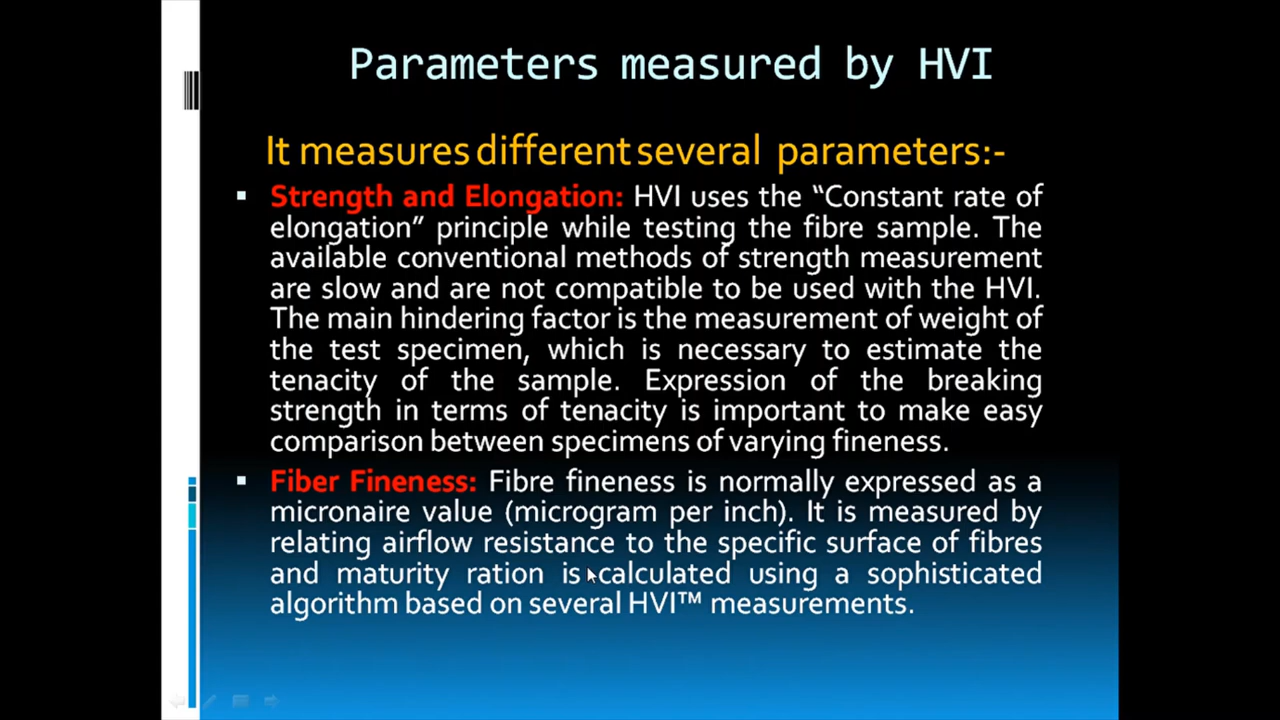 Parameters measured by HVI
It measures different several parameters:-
▪ Strength and Elongation: HVI uses the “Constant rate of
elongation” principle while testing the fibre sample. The
available conventional methods of strength measurement
are slow and are not compatible to be used with the HVI.
The main hindering factor is the measurement of weight of
the test specimen, which is necessary to estimate the
tenacity of the sample. Expression of the breaking
strength in terms of tenacity is important to make easy
comparison between specimens of varying fineness.
▪ Fiber Fineness: Fibre fineness is normally expressed as a
micronaire value (microgram per inch). It is measured by
relating airflow resistance to the specific surface of fibres
and maturity ration is calculated using a sophisticated
algorithm based on several HVI™ measurements.